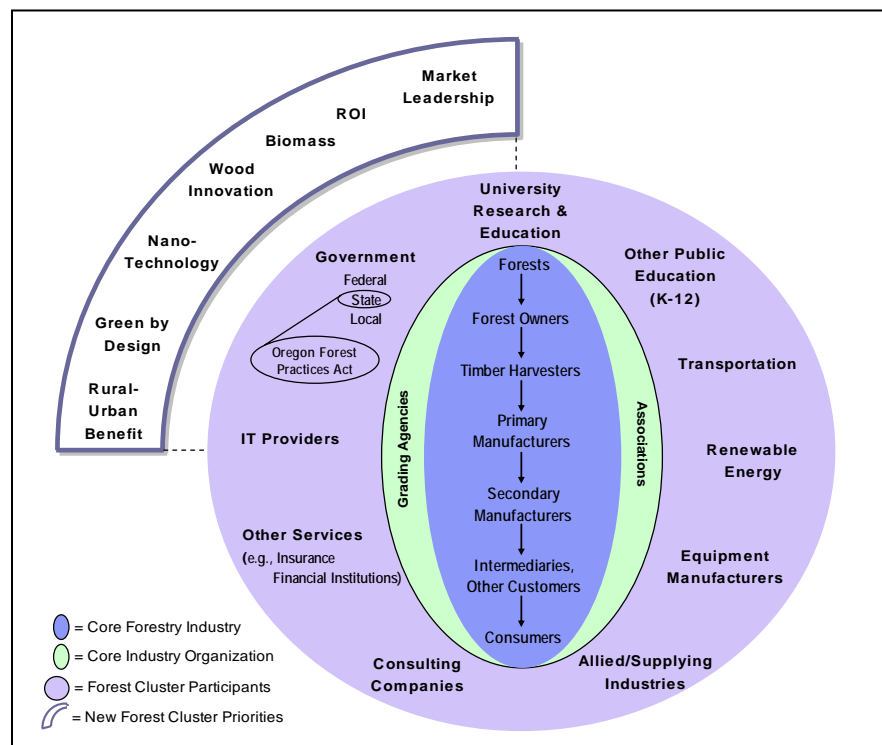 Market
Leadership
ROI
Biomass
Wood
Innovation
Nano-
Technology
Green by
Design
Rural-
Urban
Benefit
University
Research &
Education
Government
Federal
State
Local
Oregon Forest
Practices Act
IT Providers
Other Services
(e.g., Insurance
Financial Institutions)
Consulting
Companies
Grading Agencies
Forests
Forest Owners
Timber Harvesters
Primary
Manufacturers
Secondary
Manufacturers
Intermediaries,
Other Customers
Consumers
Associations
Other Public
Education
(K-12)
Transportation
Renewable
Energy
Equipment
Manufacturers
Allied/Supplying
Industries
= Core Forestry Industry
= Core Industry Organization
= Forest Cluster Participants
= New Forest Cluster Priorities